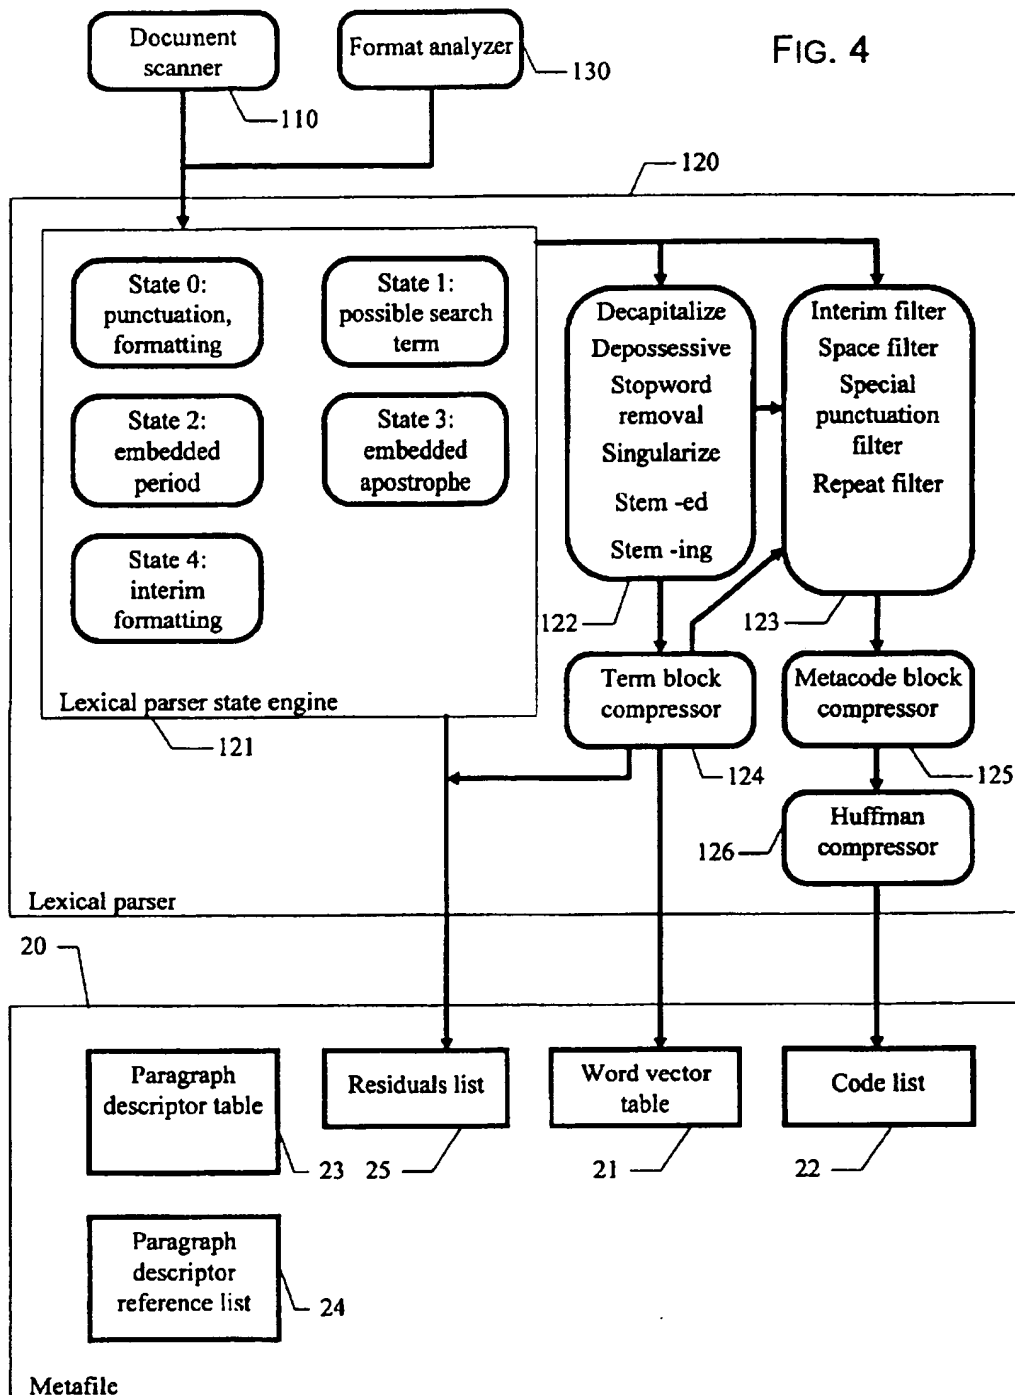 Document
scanner
110
Format analyzer
130
FIG. 4
120
State 0:
punctuation,
formatting
State 1:
possible search
term
State 2:
embedded
period
State 3:
embedded
apostrophe
State 4:
interim
formatting
Lexical parser state engine
121
Decapitalize
Depossessive
Stopword
removal
Singularize
Stem -ed
Stem -ing
122
Interim filter
Space filter
Special
punctuation
filter
Repeat filter
123
Term block
compressor
124
Metacode block
compressor
125
Huffman
compressor
126
Lexical parser
20
Paragraph
descriptor table
23
Residuals list
25
Word vector
table
21
Code list
22
Paragraph
descriptor
reference list
24
Metafile